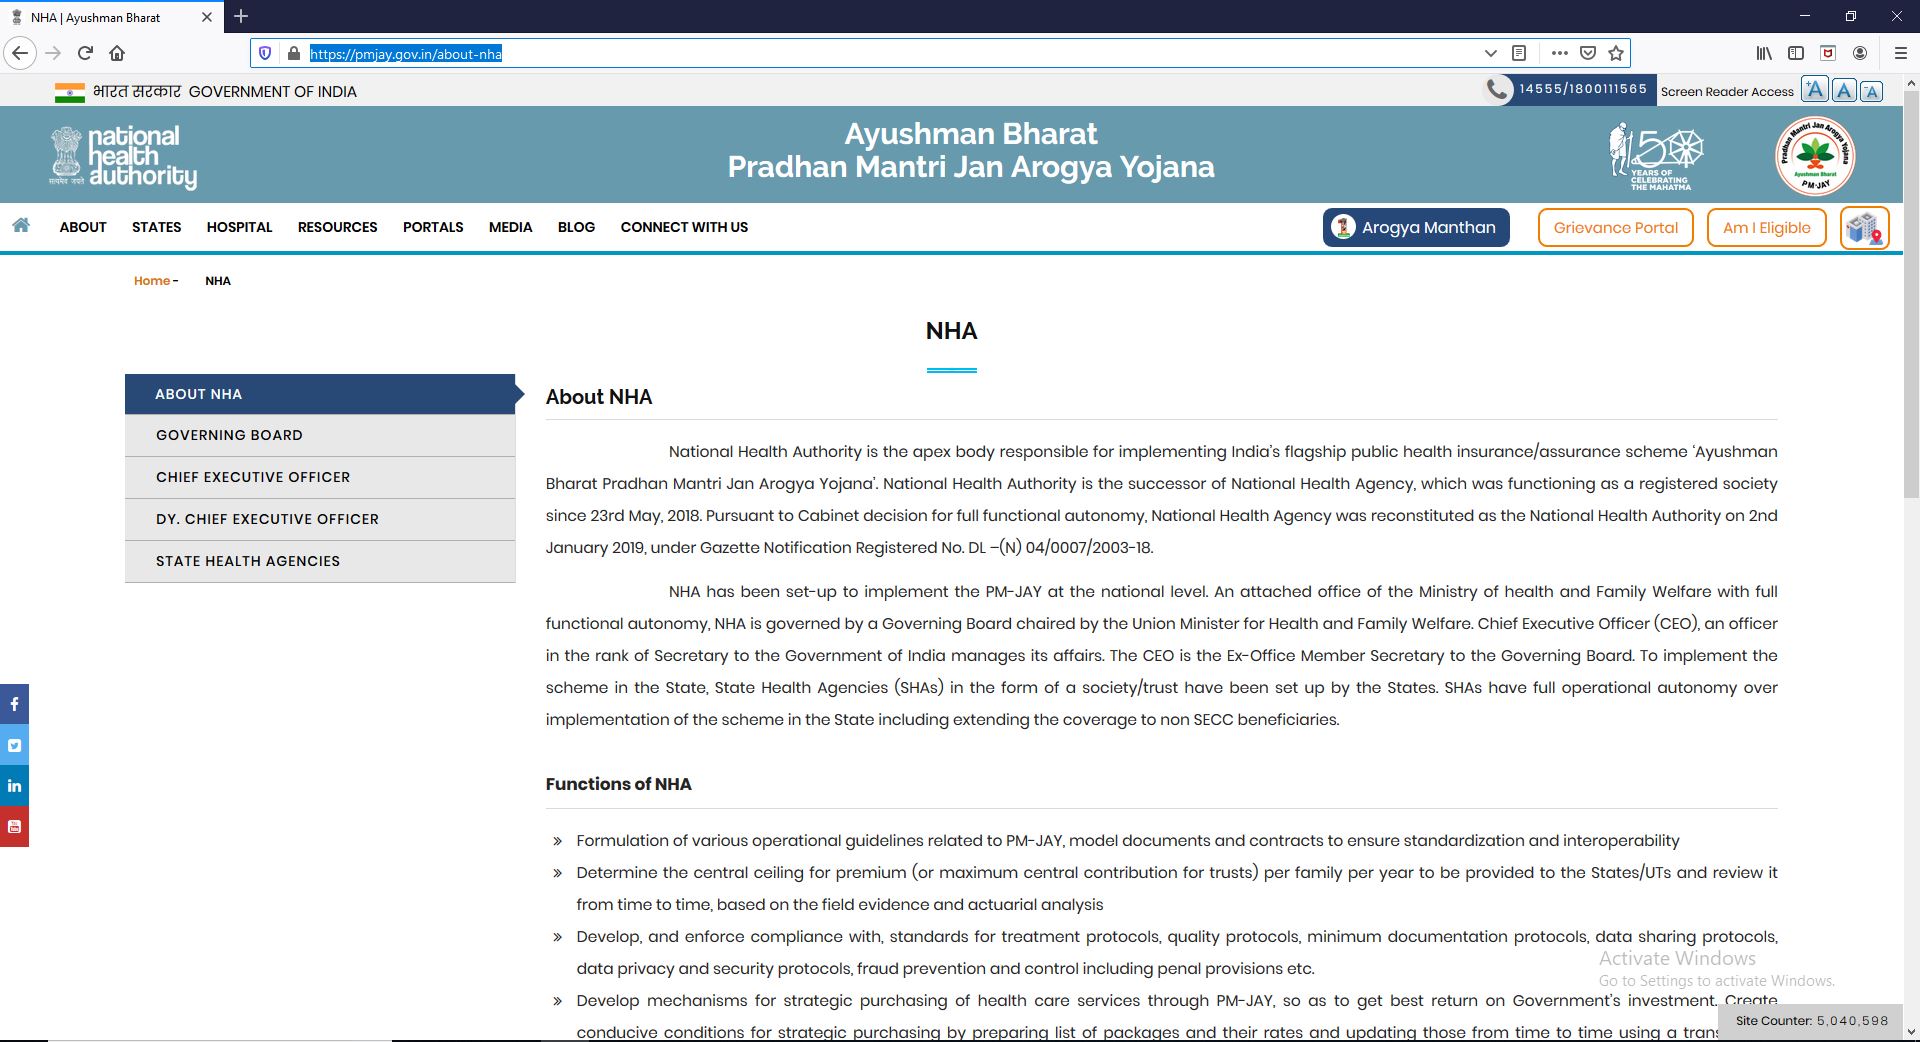 NHA | Ayushman Bharat
https://pmjay.gov.in/about-nha
भारत सरकार GOVERNMENT OF INDIA
14555/1800111565
Screen Reader Access
+A
A
-A
national
health
authority
सत्यमेव जयते
Ayushman Bharat
Pradhan Mantri Jan Arogya Yojana
150
YEARS OF
CELEBRATING
THE MAHATMA
Pradhan Mantri Jan Arogya Yojana
Ayushman Bharat
PM-JAY
ABOUT STATES HOSPITAL RESOURCES PORTALS MEDIA BLOG CONNECT WITH US
Arogya Manthan
Grievance Portal
Am I Eligible
Home - NHA
NHA
ABOUT NHA
GOVERNING BOARD
CHIEF EXECUTIVE OFFICER
DY. CHIEF EXECUTIVE OFFICER
STATE HEALTH AGENCIES
About NHA
National Health Authority is the apex body responsible for implementing India’s flagship public health insurance/assurance scheme ‘Ayushman
Bharat Pradhan Mantri Jan Arogya Yojana’. National Health Authority is the successor of National Health Agency, which was functioning as a registered society
since 23rd May, 2018. Pursuant to Cabinet decision for full functional autonomy, National Health Agency was reconstituted as the National Health Authority on 2nd
January 2019, under Gazette Notification Registered No. DL –(N) 04/0007/2003-18.
NHA has been set-up to implement the PM-JAY at the national level. An attached office of the Ministry of health and Family Welfare with full
functional autonomy, NHA is governed by a Governing Board chaired by the Union Minister for Health and Family Welfare. Chief Executive Officer (CEO), an officer
in the rank of Secretary to the Government of India manages its affairs. The CEO is the Ex-Office Member Secretary to the Governing Board. To implement the
scheme in the State, State Health Agencies (SHAs) in the form of a society/trust have been set up by the States. SHAs have full operational autonomy over
implementation of the scheme in the State including extending the coverage to non SECC beneficiaries.
Functions of NHA
» Formulation of various operational guidelines related to PM-JAY, model documents and contracts to ensure standardization and interoperability
» Determine the central ceiling for premium (or maximum central contribution for trusts) per family per year to be provided to the States/UTs and review it
from time to time, based on the field evidence and actuarial analysis
» Develop, and enforce compliance with, standards for treatment protocols, quality protocols, minimum documentation protocols, data sharing protocols,
data privacy and security protocols, fraud prevention and control including penal provisions etc.
» Develop mechanisms for strategic purchasing of health care services through PM-JAY, so as to get best return on Government’s investment. Create
conducive conditions for strategic purchasing by preparing list of packages and their rates and updating those from time to time using a trans
Activate Windows
Go to Settings to activate Windows.
Site Counter: 5,040,598